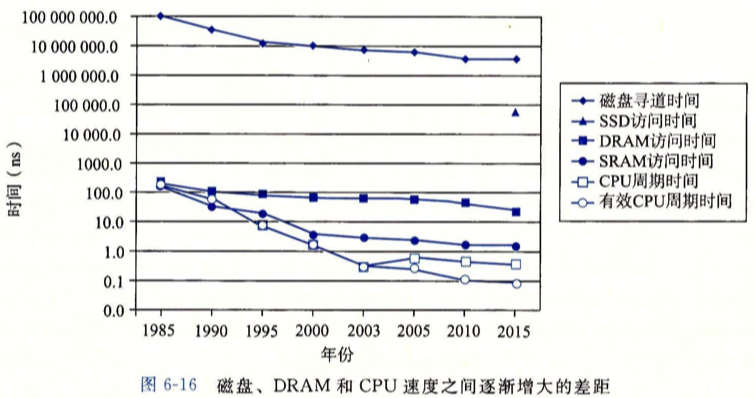 100 000 000.0
10 000 000.0
1 000 000.0
100 000.0
10 000.0
1000.0
100.0
10.0
1.0
0.1
0.0
时间（ns）
1985 1990 1995 2000 2003 2005 2010 2015
年份
磁盘寻道时间
SSD访问时间
DRAM访问时间
SRAM访问时间
CPU周期时间
有效CPU周期时间
图 6-16 磁盘、DRAM 和 CPU 速度之间逐渐增大的差距